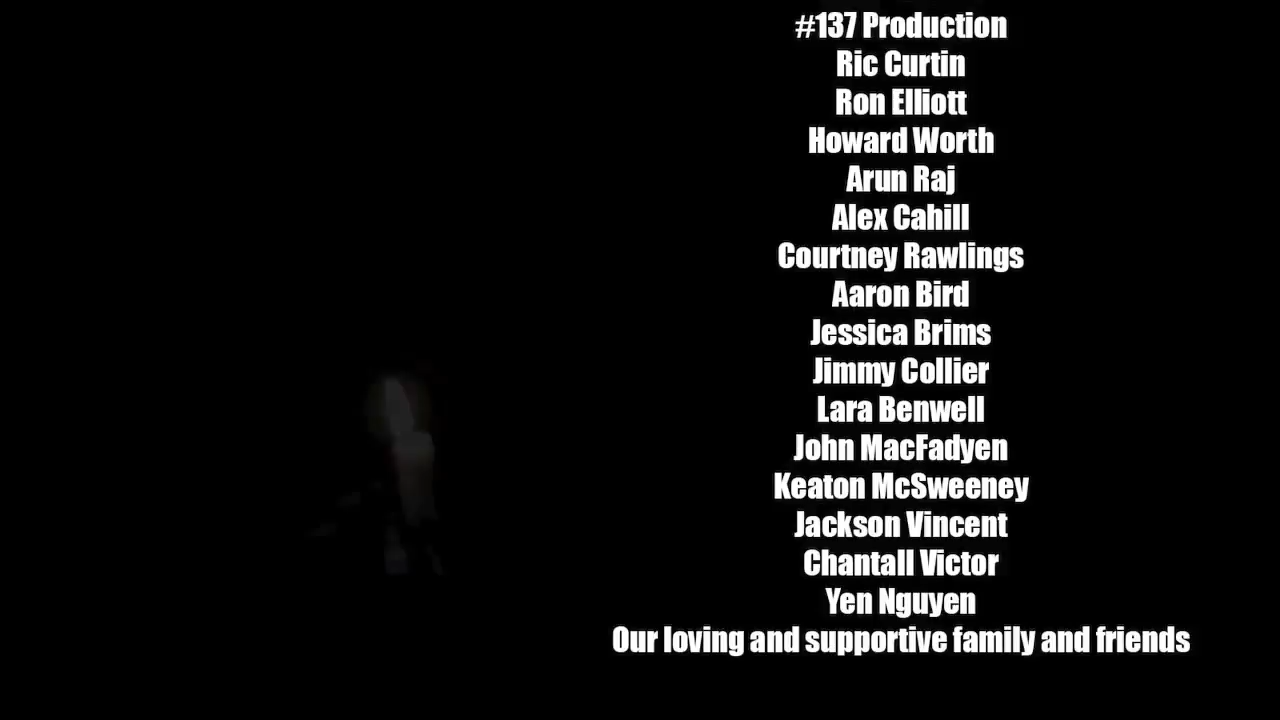 #137 Production
Ric Curtin
Ron Elliott
Howard Worth
Arun Raj
Alex Cahill
Courtney Rawlings
Aaron Bird
Jessica Brims
Jimmy Collier
Lara Benwell
John MacFadyen
Keaton McSweeney
Jackson Vincent
Chantall Victor
Yen Nguyen
Our loving and supportive family and friends